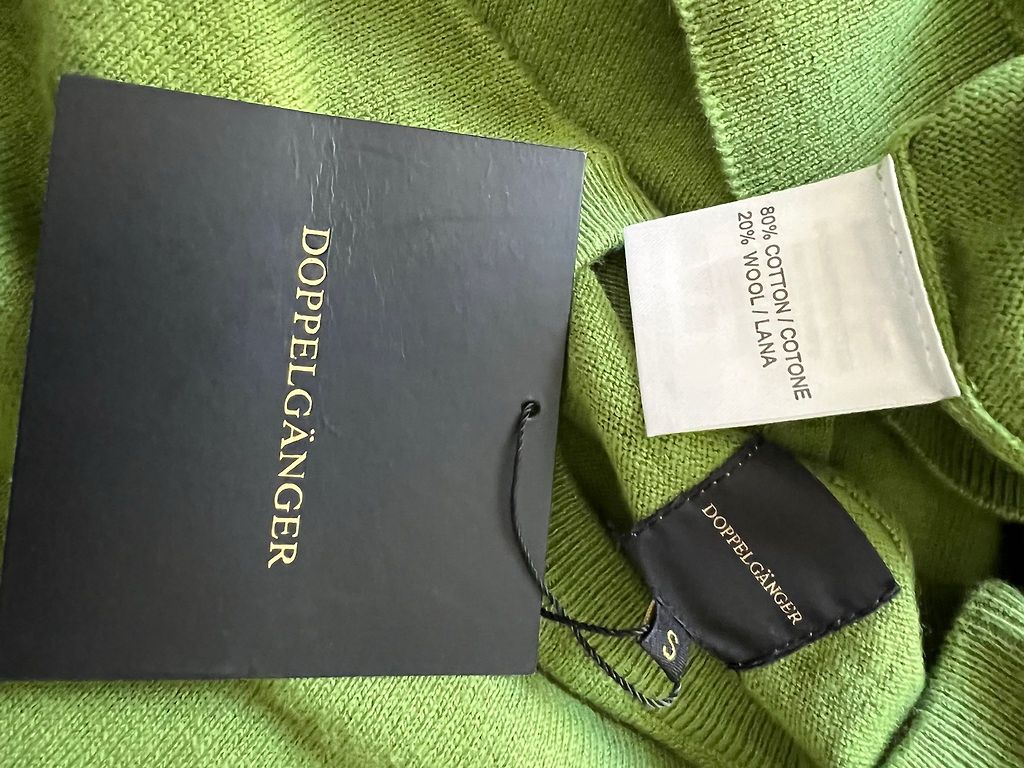 DOPPELGÄNGER
80% COTTON / COTONE
20% WOOL / LANA
DOPPELGÄNGER
S